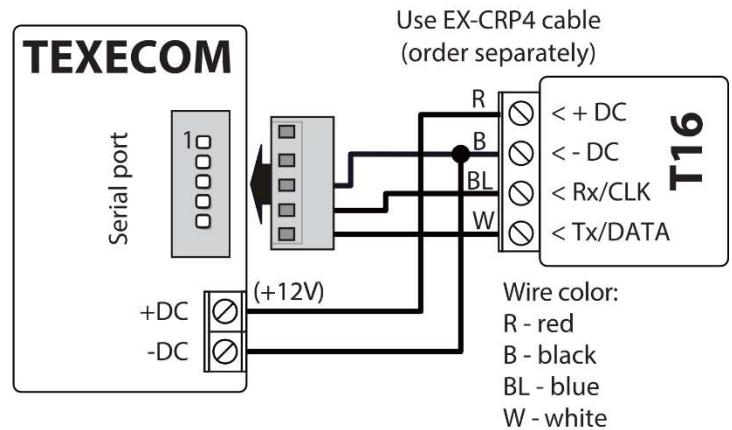 Use EX-CRP4 cable
(order separately)
TEXECOM
Serial port
1
R
B
BL
W
< + DC
< - DC
< Rx/CLK
< Tx/DATA
T16
(+12V)
+DC
-DC
Wire color:
R - red
B - black
BL - blue
W - white